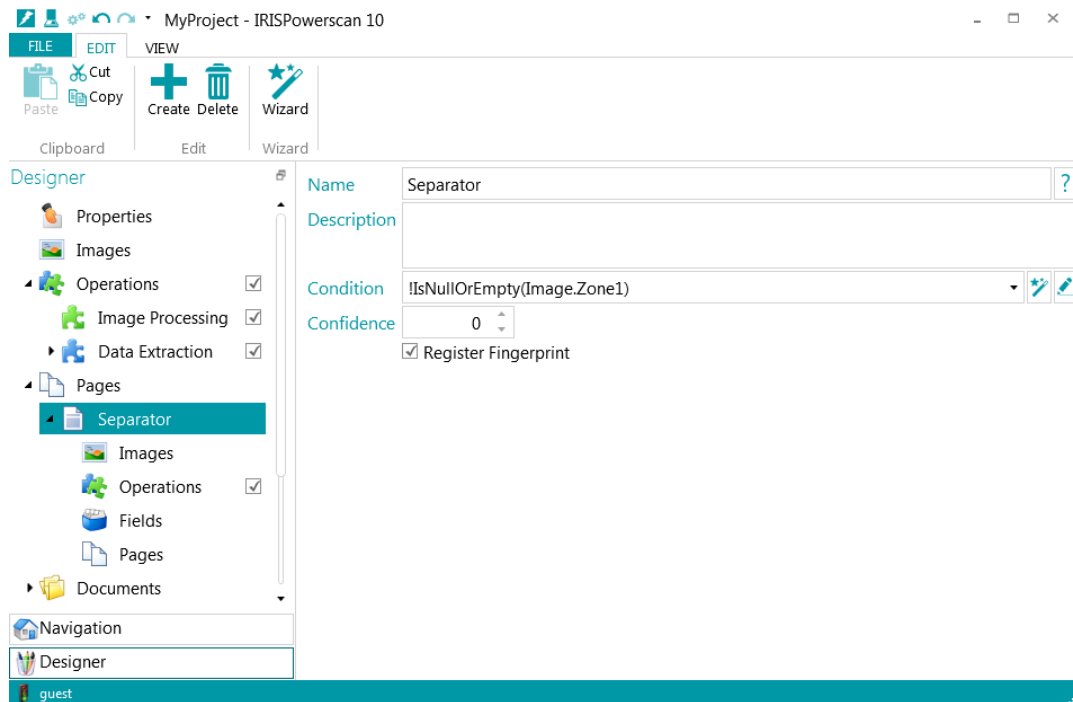 MyProject - IRISPowerscan 10
FILE EDIT VIEW
Paste
Cut
Copy
Create Delete
Wizard
Clipboard Edit Wizard
Designer
Properties
Images
Operations
Image Processing
Data Extraction
Pages
Separator
Images
Operations
Fields
Pages
Documents
Navigation
Designer
Name Separator ?
Description
Condition !IsNullOrEmpty(Image.Zone1)
Confidence 0
Register Fingerprint
guest